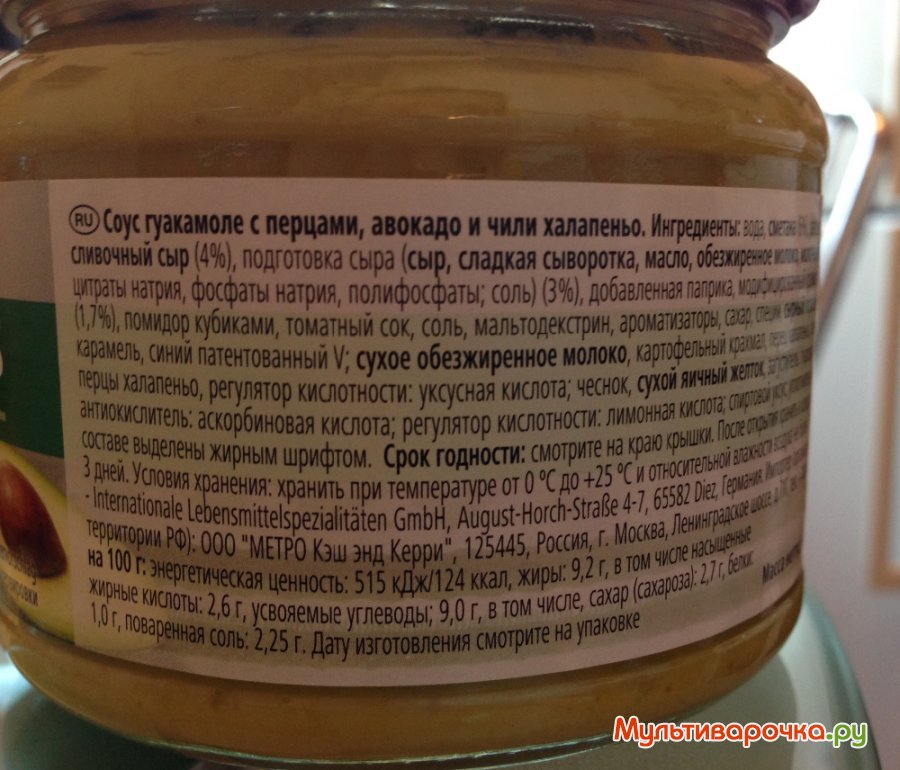 RU Соус гуакамоле с перцами, авокадо и чили халапеньо. Ингредиенты: вода, сметана
сливочный сыр (4%), подготовка сыра (сыр, сладкая сыворотка, масло, обезжиренное молоко,
цитраты натрия, фосфаты натрия, полифосфаты; соль) (3%), добавленная паприка, модифицированный
(1,7%), помидор кубиками, томатный сок, соль, мальтодекстрин, ароматизаторы, сахар, специи,
карамель, синий патентованный V; сухое обезжиренное молоко, картофельный крахмал,
перцы халапеньо, регулятор кислотности: уксусная кислота; чеснок, сухой яичный желток,
антиокислитель: аскорбиновая кислота; регулятор кислотности: лимонная кислота; спиртовой уксус,
составе выделены жирным шрифтом. Срок годности: смотрите на краю крышки. После открытия хранить
3 дней. Условия хранения: хранить при температуре от 0 °C до +25 °C и относительной влажности воздуха
- Internationale Lebensmittelspezialitäten GmbH, August-Horch-Straße 4-7, 65582 Diez, Германия. Импортер
территории РФ): ООО "МЕТРО Кэш энд Керри", 125445, Россия, г. Москва, Ленинградское шоссе,
на 100 г: энергетическая ценность: 515 кДж/124 ккал, жиры: 9,2 г, в том числе насыщенные
жирные кислоты: 2,6 г, усвояемые углеводы: 9,0 г, в том числе, сахар (сахароза): 2,7 г, белки:
1,0 г, поваренная соль: 2,25 г. Дату изготовления смотрите на упаковке
Масса
Мультиварочка.ру